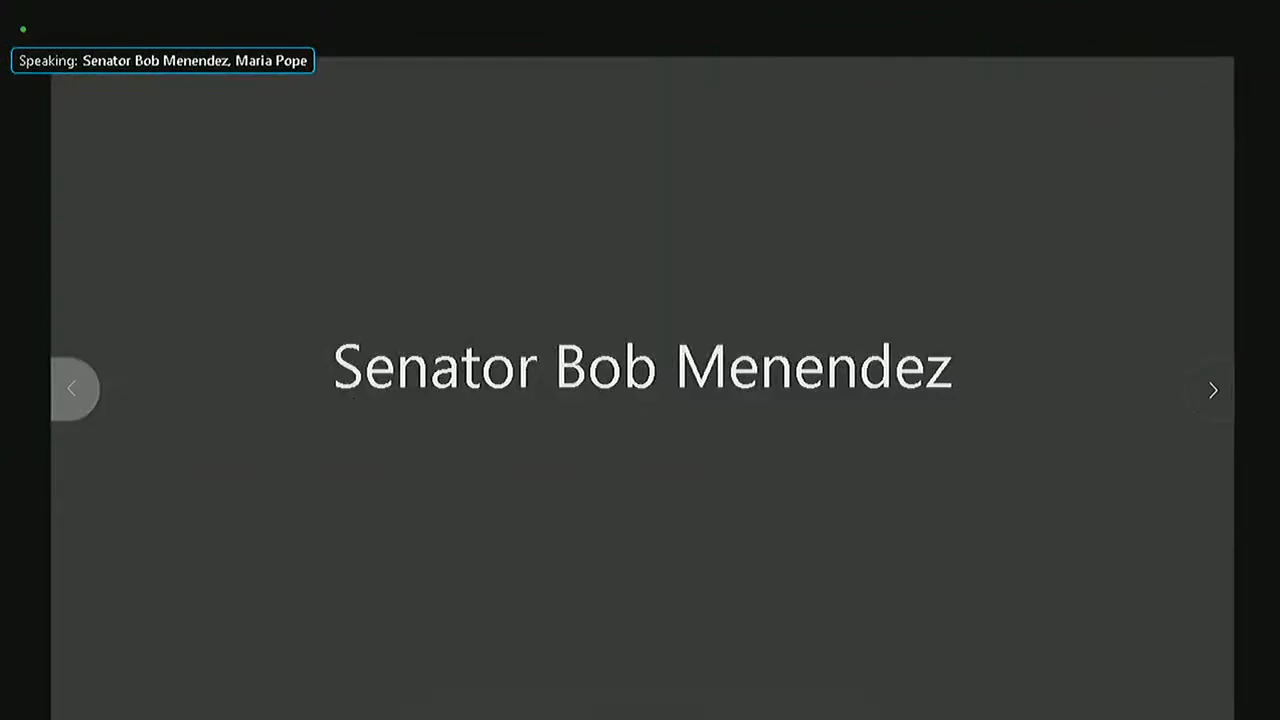 Speaking: Senator Bob Menendez, Maria Pope
Senator Bob Menendez